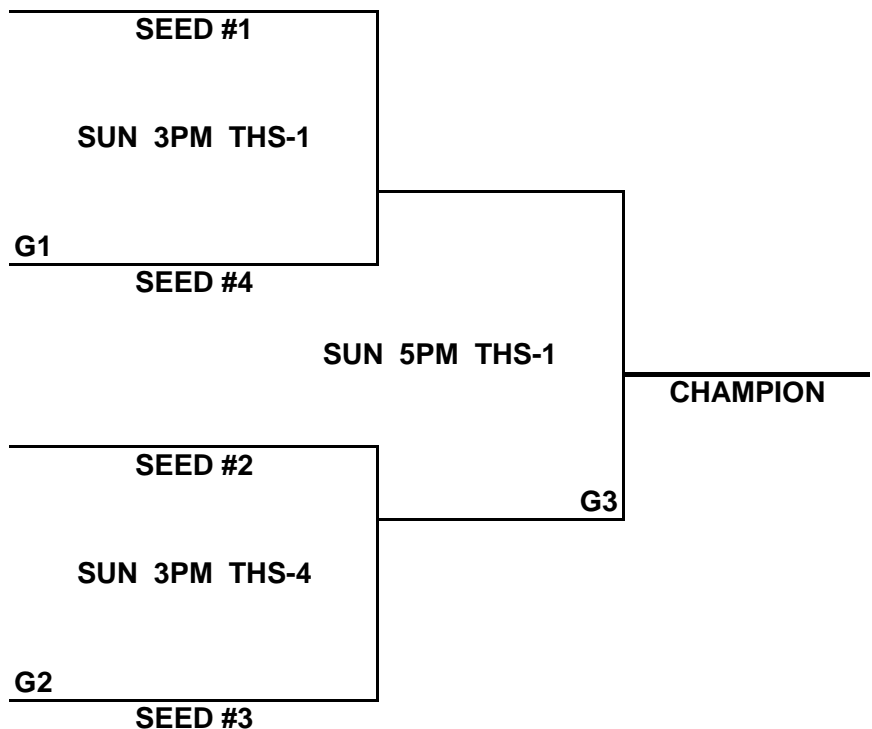 SEED #1
SUN 3PM THS-1
G1
SEED #4
SUN 5PM THS-1
CHAMPION
SEED #2
G3
SUN 3PM THS-4
G2
SEED #3